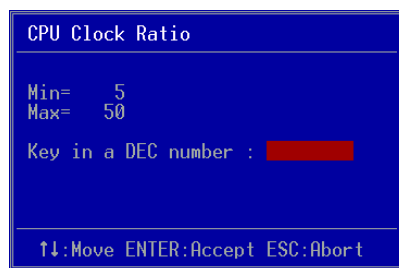 CPU Clock Ratio
Min= 5
Max= 50
Key in a DEC number :
↑↓:Move ENTER:Accept ESC:Abort